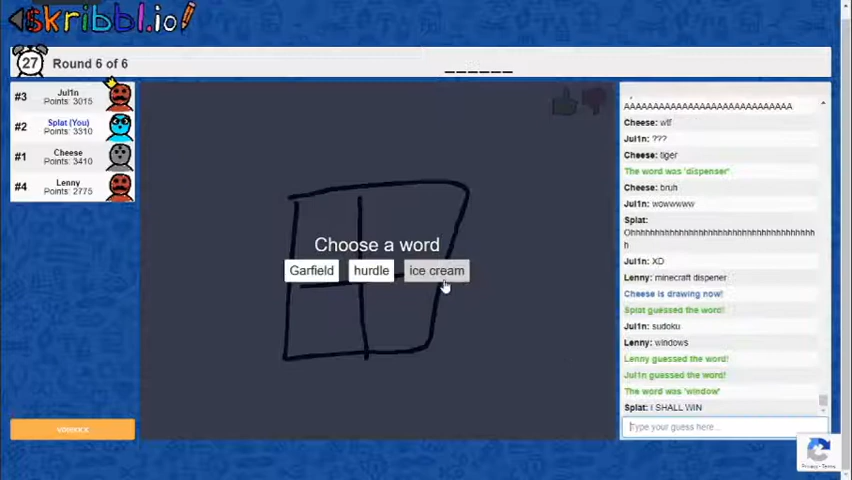 skribbl.io
27
Round 6 of 6
______
#3
Jul1n
Points: 3015
#2
Splat (You)
Points: 3310
#1
Cheese
Points: 3410
#4
Lenny
Points: 2775
Choose a word
Garfield
hurdle
ice cream
AAAAAAAAAAAAAAAAAAAAAAAAAAAAAA
Cheese: wtf
Jul1n: ???
Cheese: tiger
The word was 'dispenser'
Cheese: bruh
Jul1n: wowwwww
Splat:
Ohhhhhhhhhhhhhhhhhhhhhhhhhhhhhhhhhhh
h
Jul1n: XD
Lenny: minecraft dispener
Cheese is drawing now!
Splat guessed the word!
Jul1n: sudoku
Lenny: windows
Lenny guessed the word!
Jul1n guessed the word!
The word was 'window'
Splat: I SHALL WIN
Type your guess here...
Privacy - Terms